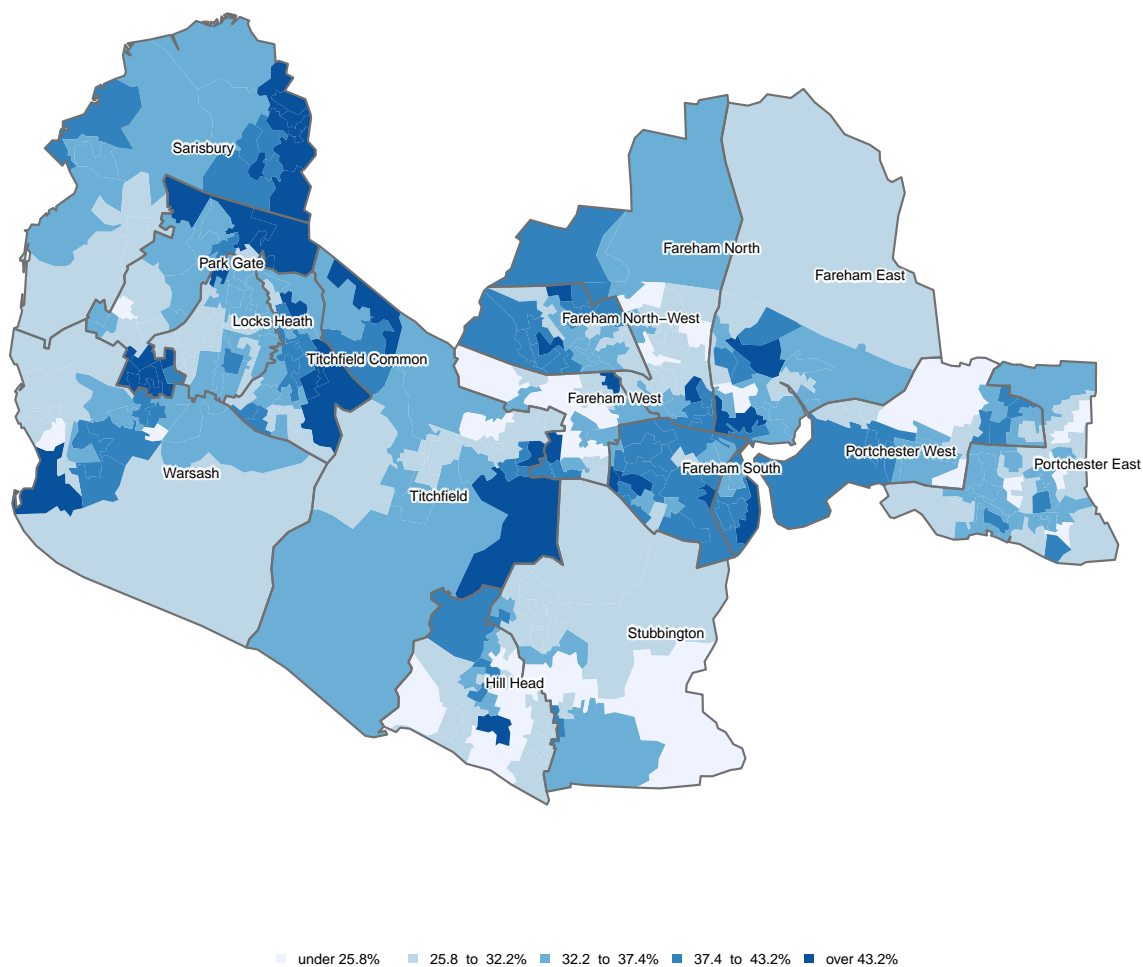 Sarisbury
Fareham North
Park Gate
Fareham East
Locks Heath
Fareham North−West
Titchfield Common
Fareham West
Portchester West
Portchester East
Fareham South
Warsash
Titchfield
Stubbington
Hill Head
under 25.8%
25.8 to 32.2%
32.2 to 37.4%
37.4 to 43.2%
over 43.2%